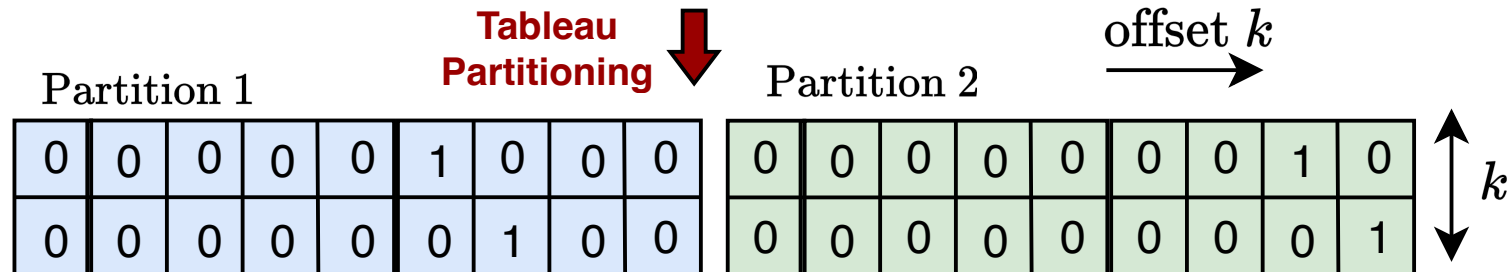 Tableau
Partitioning
offset k
Partition 1
Partition 2
0 0 0 0 0 1 0 0 0
0 0 0 0 0 0 1 0 0
0 0 0 0 0 0 0 1 0
0 0 0 0 0 0 0 0 1
k